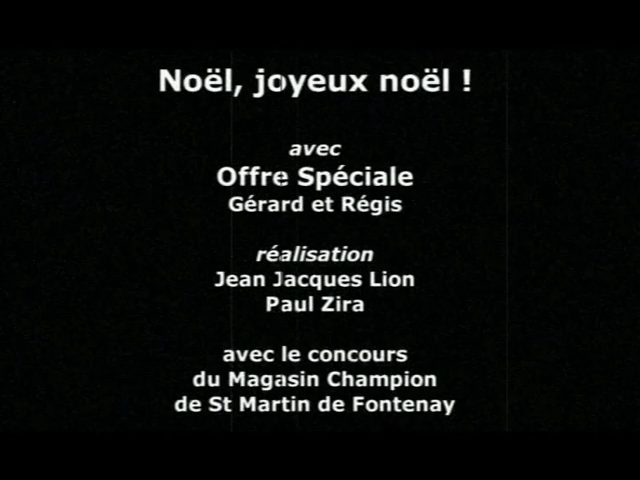 Noël, joyeux noël !
avec
Offre Spéciale
Gérard et Régis
réalisation
Jean Jacques Lion
Paul Zira
avec le concours
du Magasin Champion
de St Martin de Fontenay